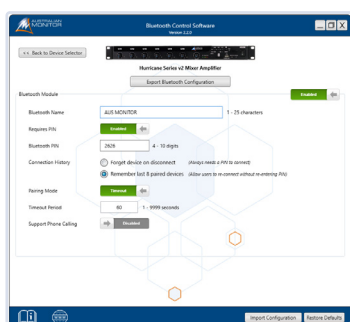 AUSTRALIAN
MONITOR
Bluetooth Control Software
Version 2.2.0
<< Back to Device Selector
Hurricane Series v2 Mixer Amplifier
Export Bluetooth Configuration
Bluetooth Module
Enabled
Bluetooth Name
AUS MONITOR
1 - 25 characters
Requires PIN
Enabled
Bluetooth PIN
2626
4 - 10 digits
Connection History
Forget device on disconnect (Always needs a PIN to connect)
Remember last 8 paired devices (Allow users to re-connect without re-entering PIN)
Pairing Mode
Timeout
Timeout Period
60
1 - 9999 seconds
Support Phone Calling
Disabled
Import Configuration
Restore Defaults